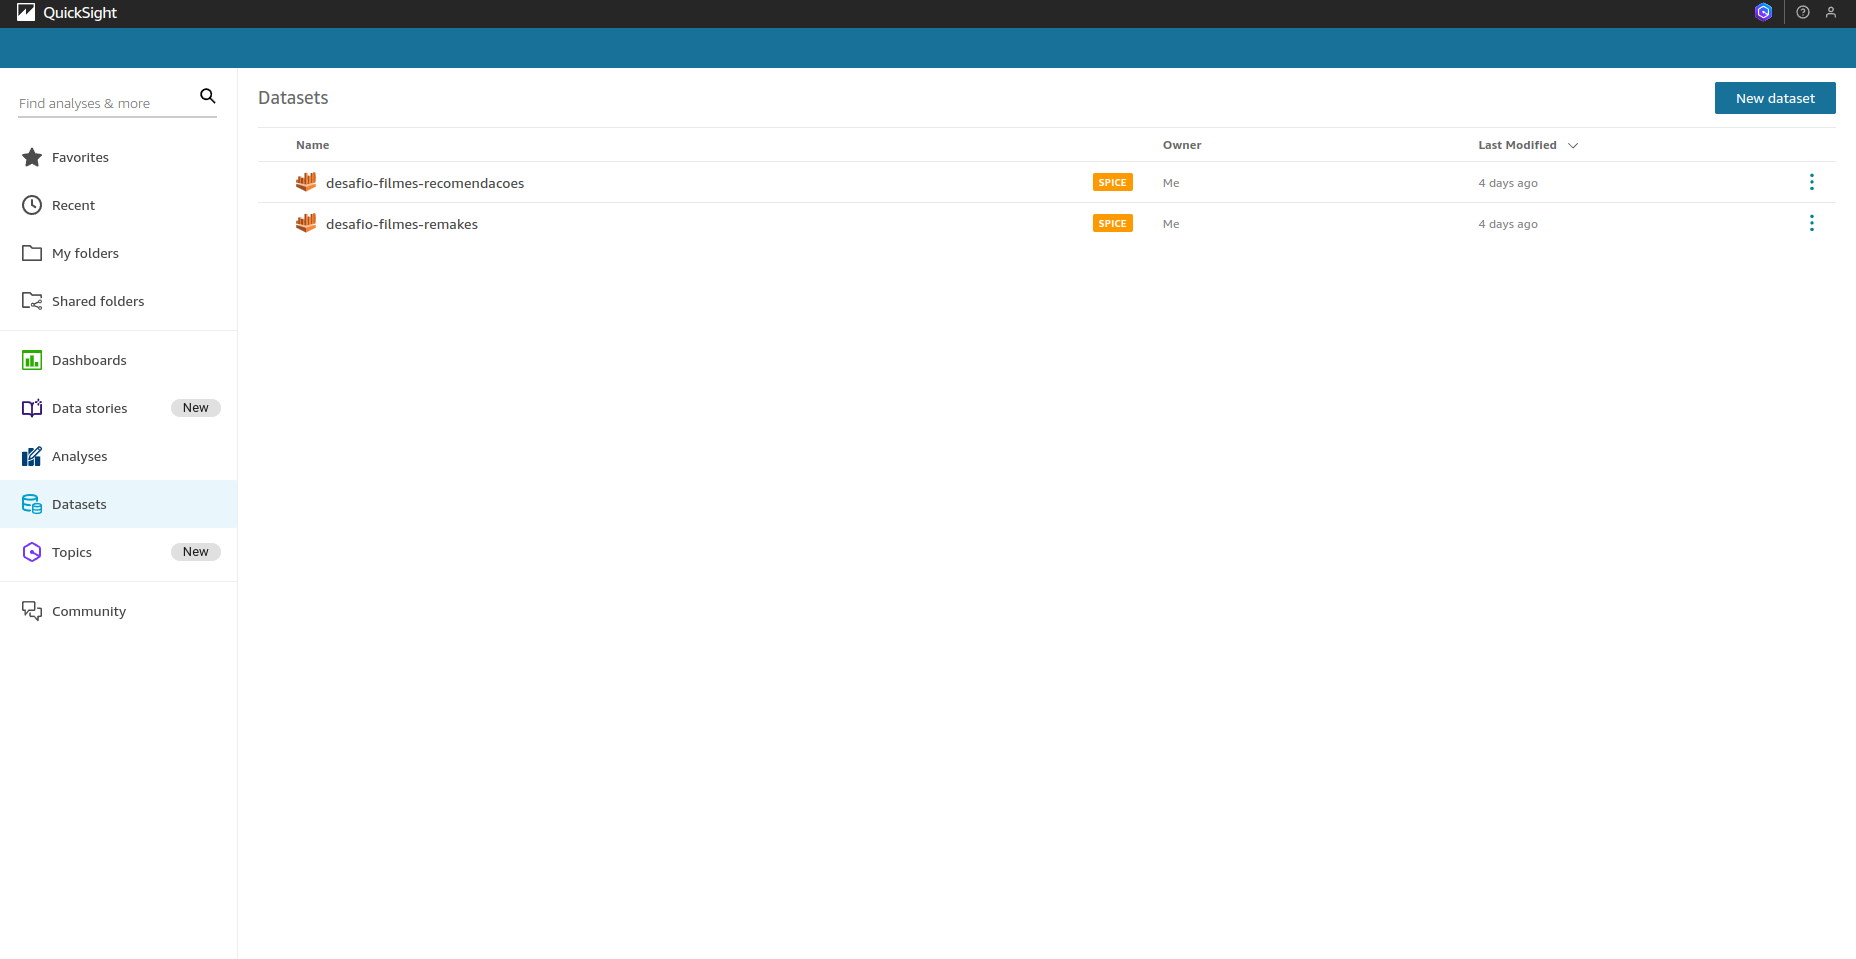 QuickSight
Find analyses & more
Favorites
Recent
My folders
Shared folders
Dashboards
Data stories New
Analyses
Datasets
Topics New
Community
Datasets New dataset
Name Owner Last Modified
desafio-filmes-recomendacoes SPICE Me 4 days ago
desafio-filmes-remakes SPICE Me 4 days ago